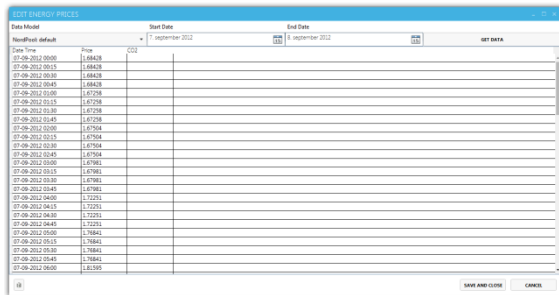 EDIT ENERGY PRICES
Data Model Start Date End Date
NordPool: default 7. september 2012 8. september 2012 GET DATA
Date Time Price CO2
07-09-2012 00:00 1,68428
07-09-2012 00:15 1,68428
07-09-2012 00:30 1,68428
07-09-2012 00:45 1,68428
07-09-2012 01:00 1,67258
07-09-2012 01:15 1,67258
07-09-2012 01:30 1,67258
07-09-2012 01:45 1,67258
07-09-2012 02:00 1,67504
07-09-2012 02:15 1,67504
07-09-2012 02:30 1,67504
07-09-2012 02:45 1,67504
07-09-2012 03:00 1,67981
07-09-2012 03:15 1,67981
07-09-2012 03:30 1,67981
07-09-2012 03:45 1,67981
07-09-2012 04:00 1,72251
07-09-2012 04:15 1,72251
07-09-2012 04:30 1,72251
07-09-2012 04:45 1,72251
07-09-2012 05:00 1,76841
07-09-2012 05:15 1,76841
07-09-2012 05:30 1,76841
07-09-2012 05:45 1,76841
07-09-2012 06:00 1,81595
SAVE AND CLOSE CANCEL